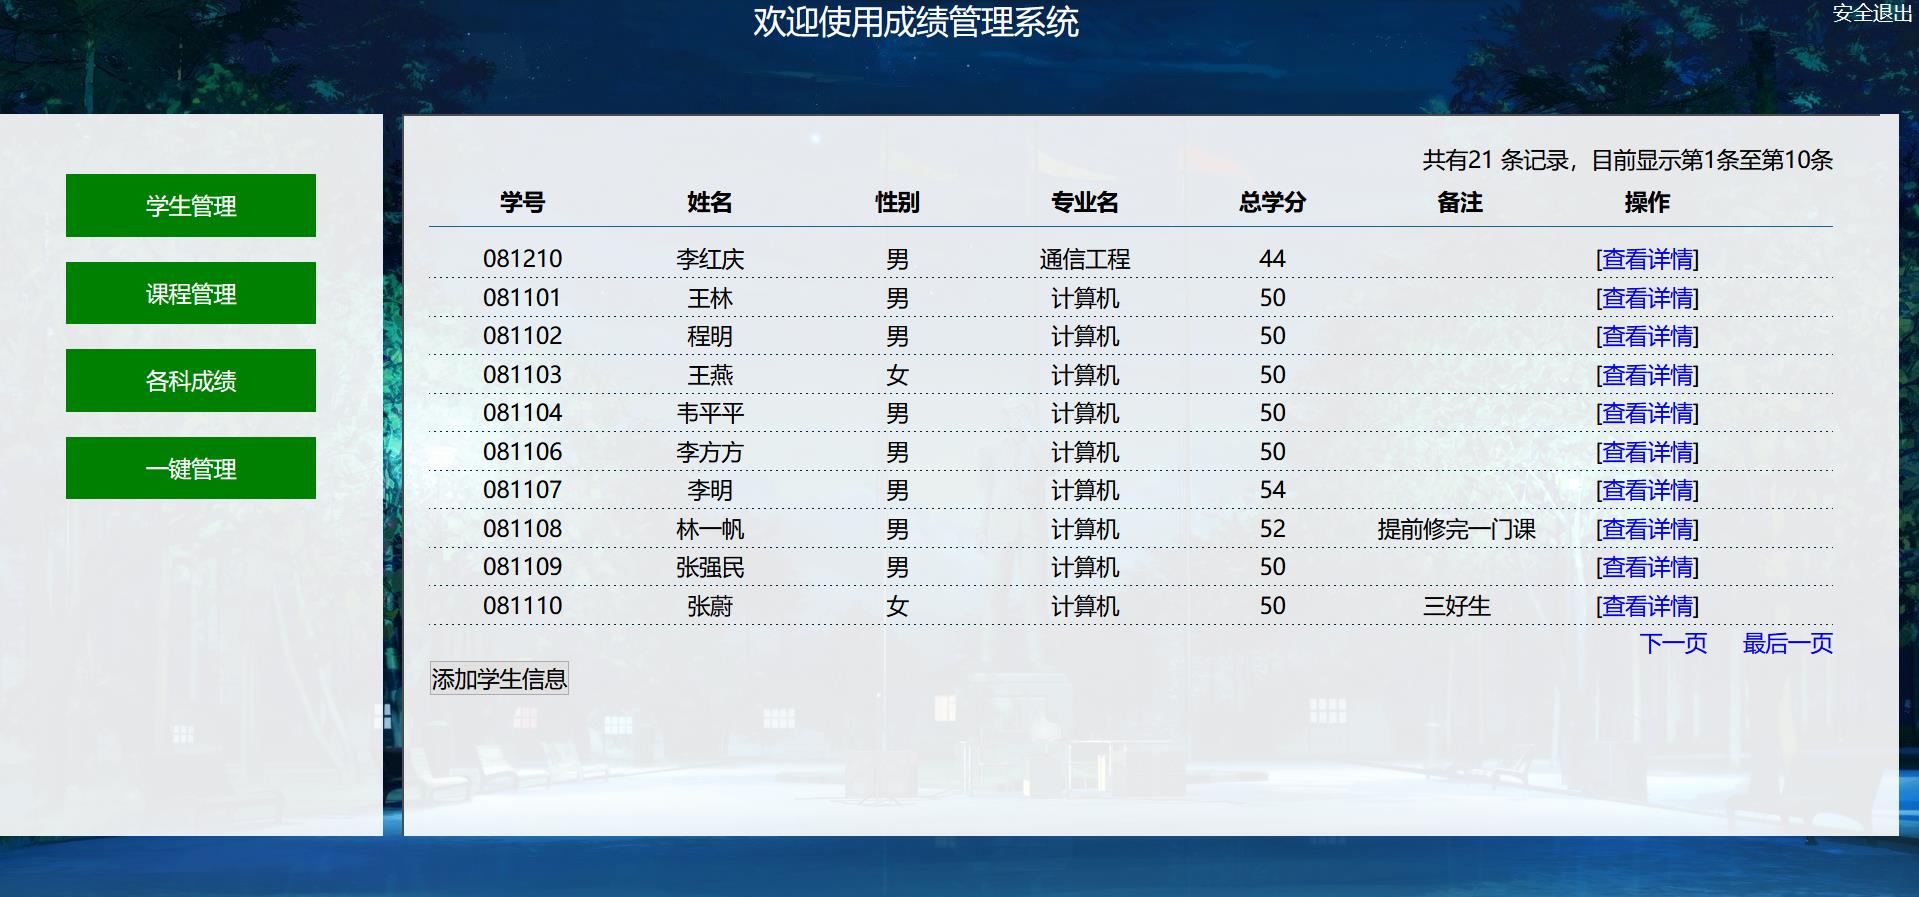 欢迎使用成绩管理系统
安全退出
学生管理
课程管理
各科成绩
一键管理
共有21 条记录，目前显示第1条至第10条
学号 姓名 性别 专业名 总学分 备注 操作
081210 李红庆 男 通信工程 44 [查看详情]
081101 王林 男 计算机 50 [查看详情]
081102 程明 男 计算机 50 [查看详情]
081103 王燕 女 计算机 50 [查看详情]
081104 韦平平 男 计算机 50 [查看详情]
081106 李方方 男 计算机 50 [查看详情]
081107 李明 男 计算机 54 [查看详情]
081108 林一帆 男 计算机 52 提前修完一门课 [查看详情]
081109 张强民 男 计算机 50 [查看详情]
081110 张蔚 女 计算机 50 三好生 [查看详情]
下一页 最后一页
添加学生信息